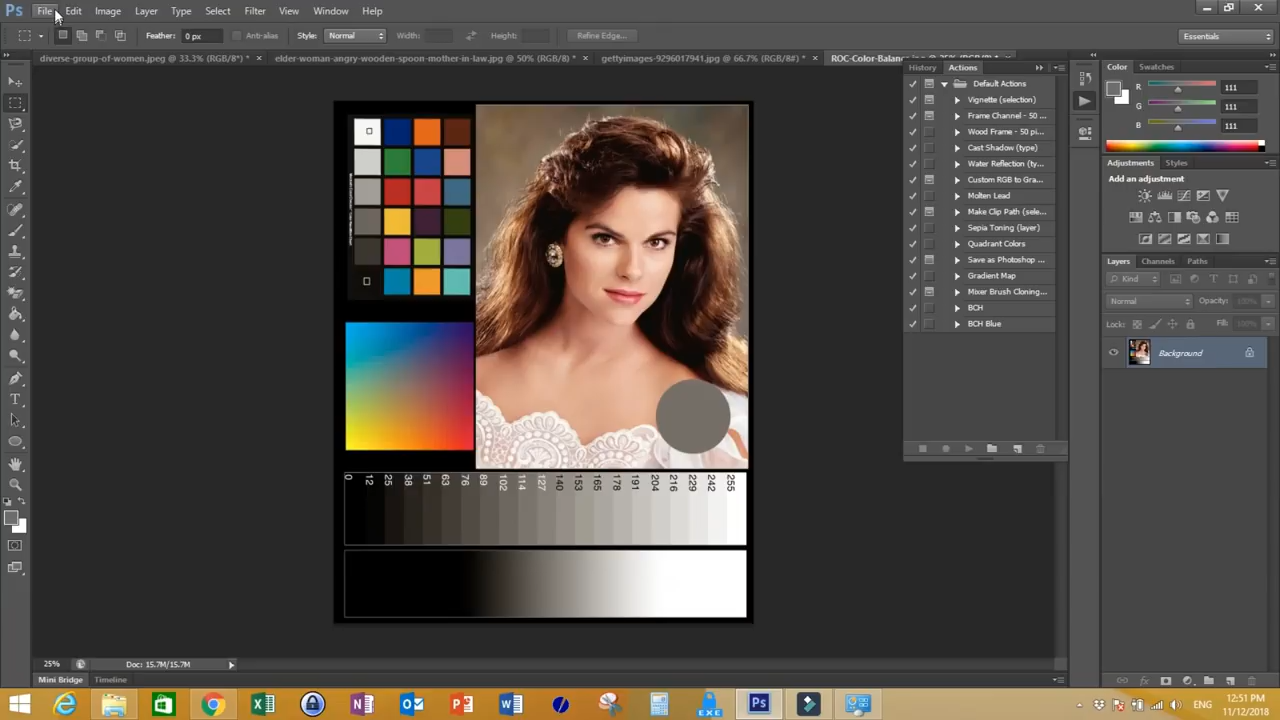 Ps File Edit Image Layer Type Select Filter View Window Help
Feather: 0 px Anti-alias Style: Normal Width: Height: Refine Edge... Essentials
diverse-group-of-women.jpeg @ 33.3% (RGB/8*) * × elder-woman-angry-wooden-spoon-mother-in-law.jpg @ 50% (RGB/8) * × gettyimages-9296017941.jpg @ 66.7% (RGB/8#) * ×
History Actions
Default Actions
Vignette (selection)
Frame Channel - 50 ...
Wood Frame - 50 pi...
Cast Shadow (type)
Water Reflection (ty...
Custom RGB to Gra...
Molten Lead
Make Clip Path (sele...
Sepia Toning (layer)
Quadrant Colors
Save as Photoshop ...
Gradient Map
Mixer Brush Cloning...
BCH
BCH Blue
Color Swatches
R 111
G 111
B 111
Adjustments Styles
Add an adjustment
Layers Channels Paths
Kind
Normal Opacity: 100%
Lock: Fill: 100%
Background
0 12 25 38 51 63 76 89 102 114 127 140 153 165 178 191 204 216 229 242 255
25% Doc: 15.7M/15.7M
Mini Bridge Timeline
Ps
EXE
ENG
12:51 PM
11/12/2018